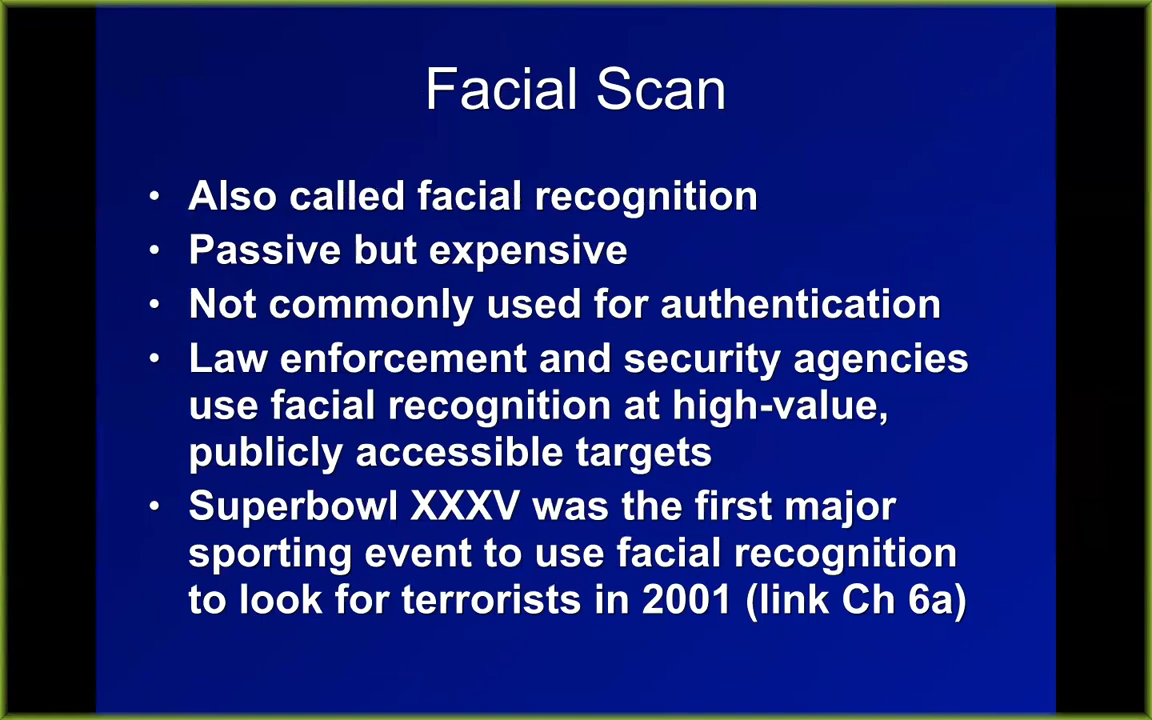 Facial Scan
• Also called facial recognition
• Passive but expensive
• Not commonly used for authentication
• Law enforcement and security agencies
use facial recognition at high-value,
publicly accessible targets
• Superbowl XXXV was the first major
sporting event to use facial recognition
to look for terrorists in 2001 (link Ch 6a)